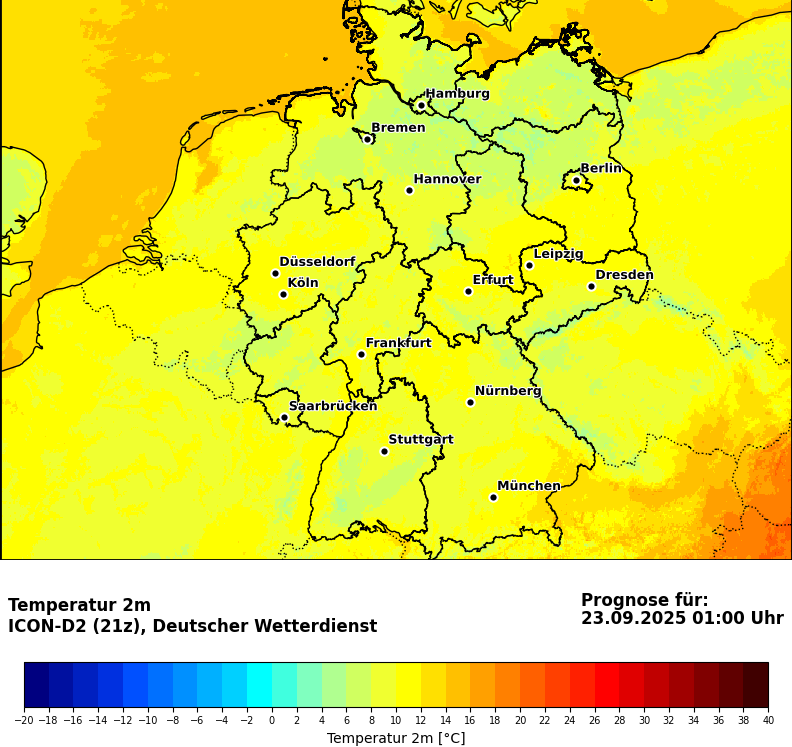 Hamburg
Bremen
Berlin
Hannover
Leipzig
Düsseldorf
Dresden
Köln
Erfurt
Frankfurt
Nürnberg
Saarbrücken
Stuttgart
München
Temperatur 2m
ICON-D2 (21z), Deutscher Wetterdienst
Prognose für:
23.09.2025 01:00 Uhr
−20 −18 −16 −14 −12 −10 −8 −6 −4 −2 0 2 4 6 8 10 12 14 16 18 20 22 24 26 28 30 32 34 36 38 40
Temperatur 2m [°C]